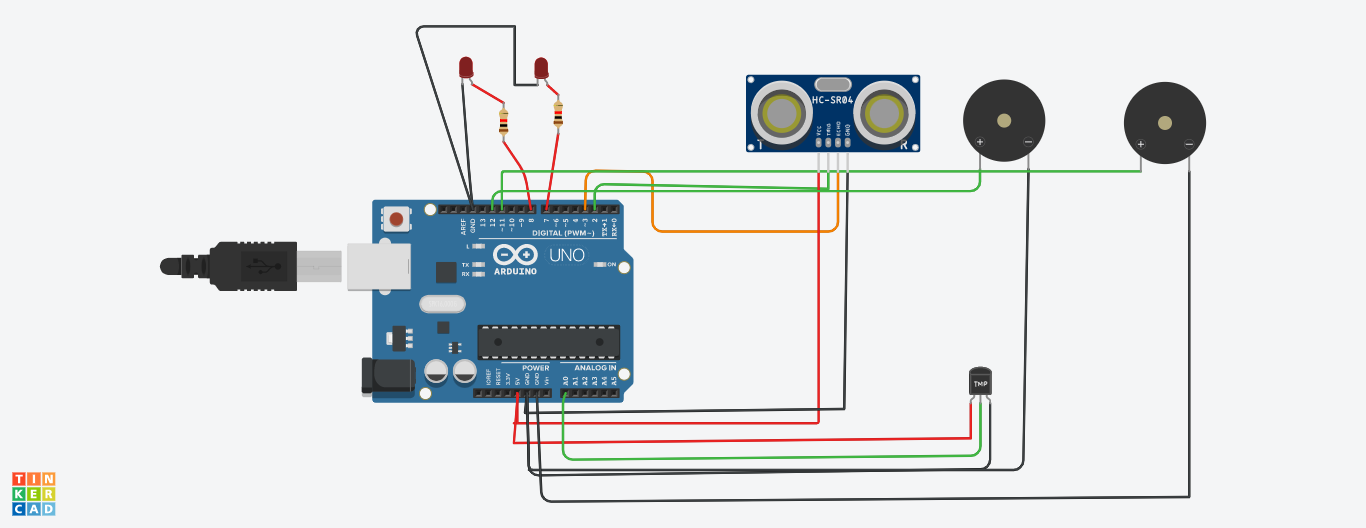 HC-SR04
VCC
TRIG
ECHO
GND
T
R
+
−
+
−
AREF
GND
13
12
~11
~10
~9
8
7
~6
~5
4
~3
2
TX→1
RX←0
DIGITAL (PWM~)
L
TX
RX
ARDUINO
UNO
ON
POWER
ANALOG IN
IOREF
RESET
3.3V
5V
GND
GND
Vin
A0
A1
A2
A3
A4
A5
TMP
TIN
KER
CAD